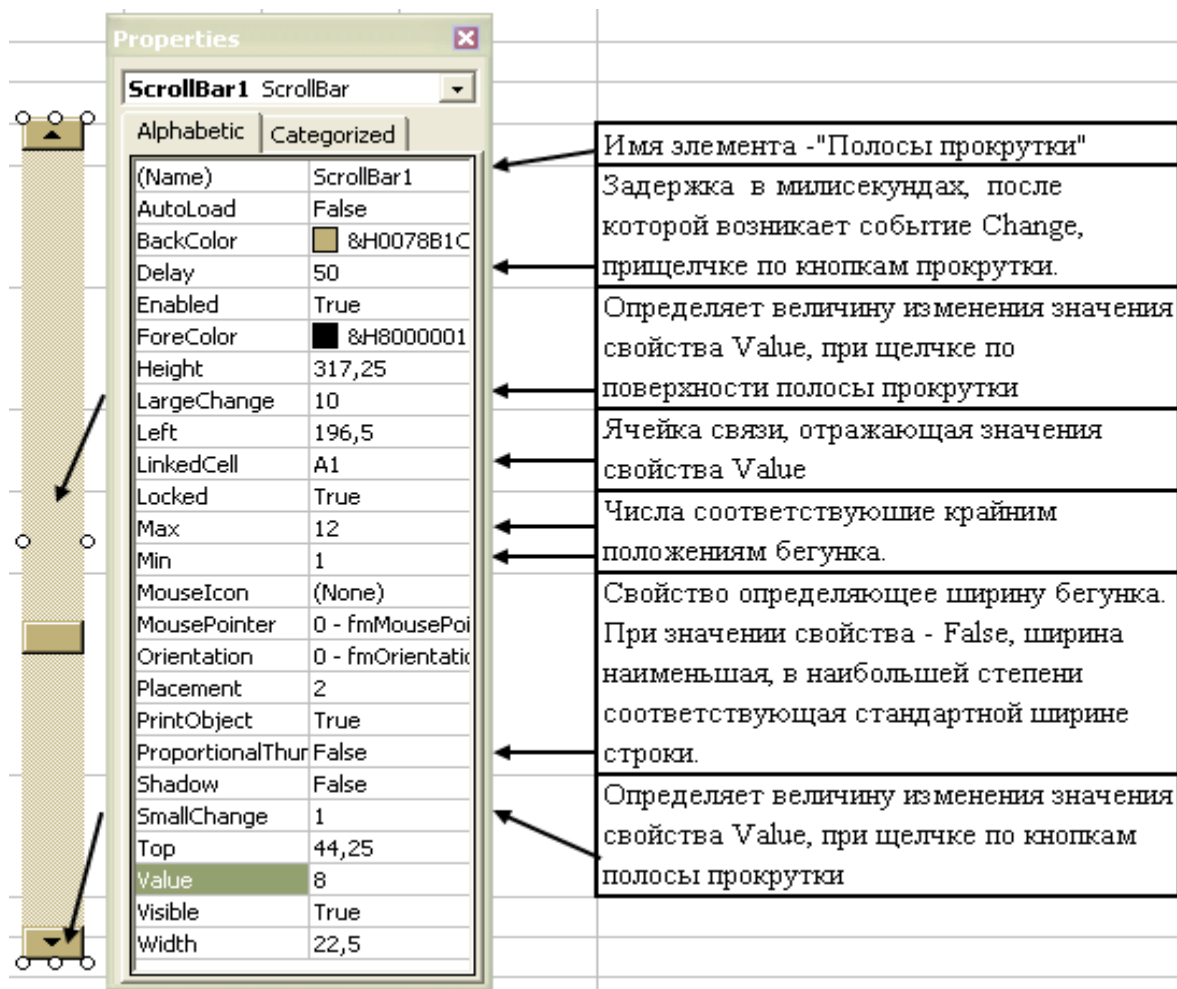 Properties
ScrollBar1 ScrollBar
Alphabetic Categorized
(Name) ScrollBar1
AutoLoad False
BackColor &H0078B1C
Delay 50
Enabled True
ForeColor &H8000001
Height 317,25
LargeChange 10
Left 196,5
LinkedCell A1
Locked True
Max 12
Min 1
MouseIcon (None)
MousePointer 0 - fmMousePoi
Orientation 0 - fmOrientatic
Placement 2
PrintObject True
ProportionalThur False
Shadow False
SmallChange 1
Top 44,25
Value 8
Visible True
Width 22,5
Имя элемента -"Полосы прокрутки"
Задержка в милисекундах, после
которой возникает событие Change,
прищелчке по кнопкам прокрутки.
Определяет величину изменения значения
свойства Value, при щелчке по
поверхности полосы прокрутки
Ячейка связи, отражающая значения
свойства Value
Числа соответствуюшие крайним
положениям бегунка.
Свойство определяющее ширину бегунка.
При значении свойства - False, ширина
наименьшая, в наибольшей степени
соответствующая стандартной ширине
строки.
Определяет величину изменения значения
свойства Value, при щелчке по кнопкам
полосы прокрутки